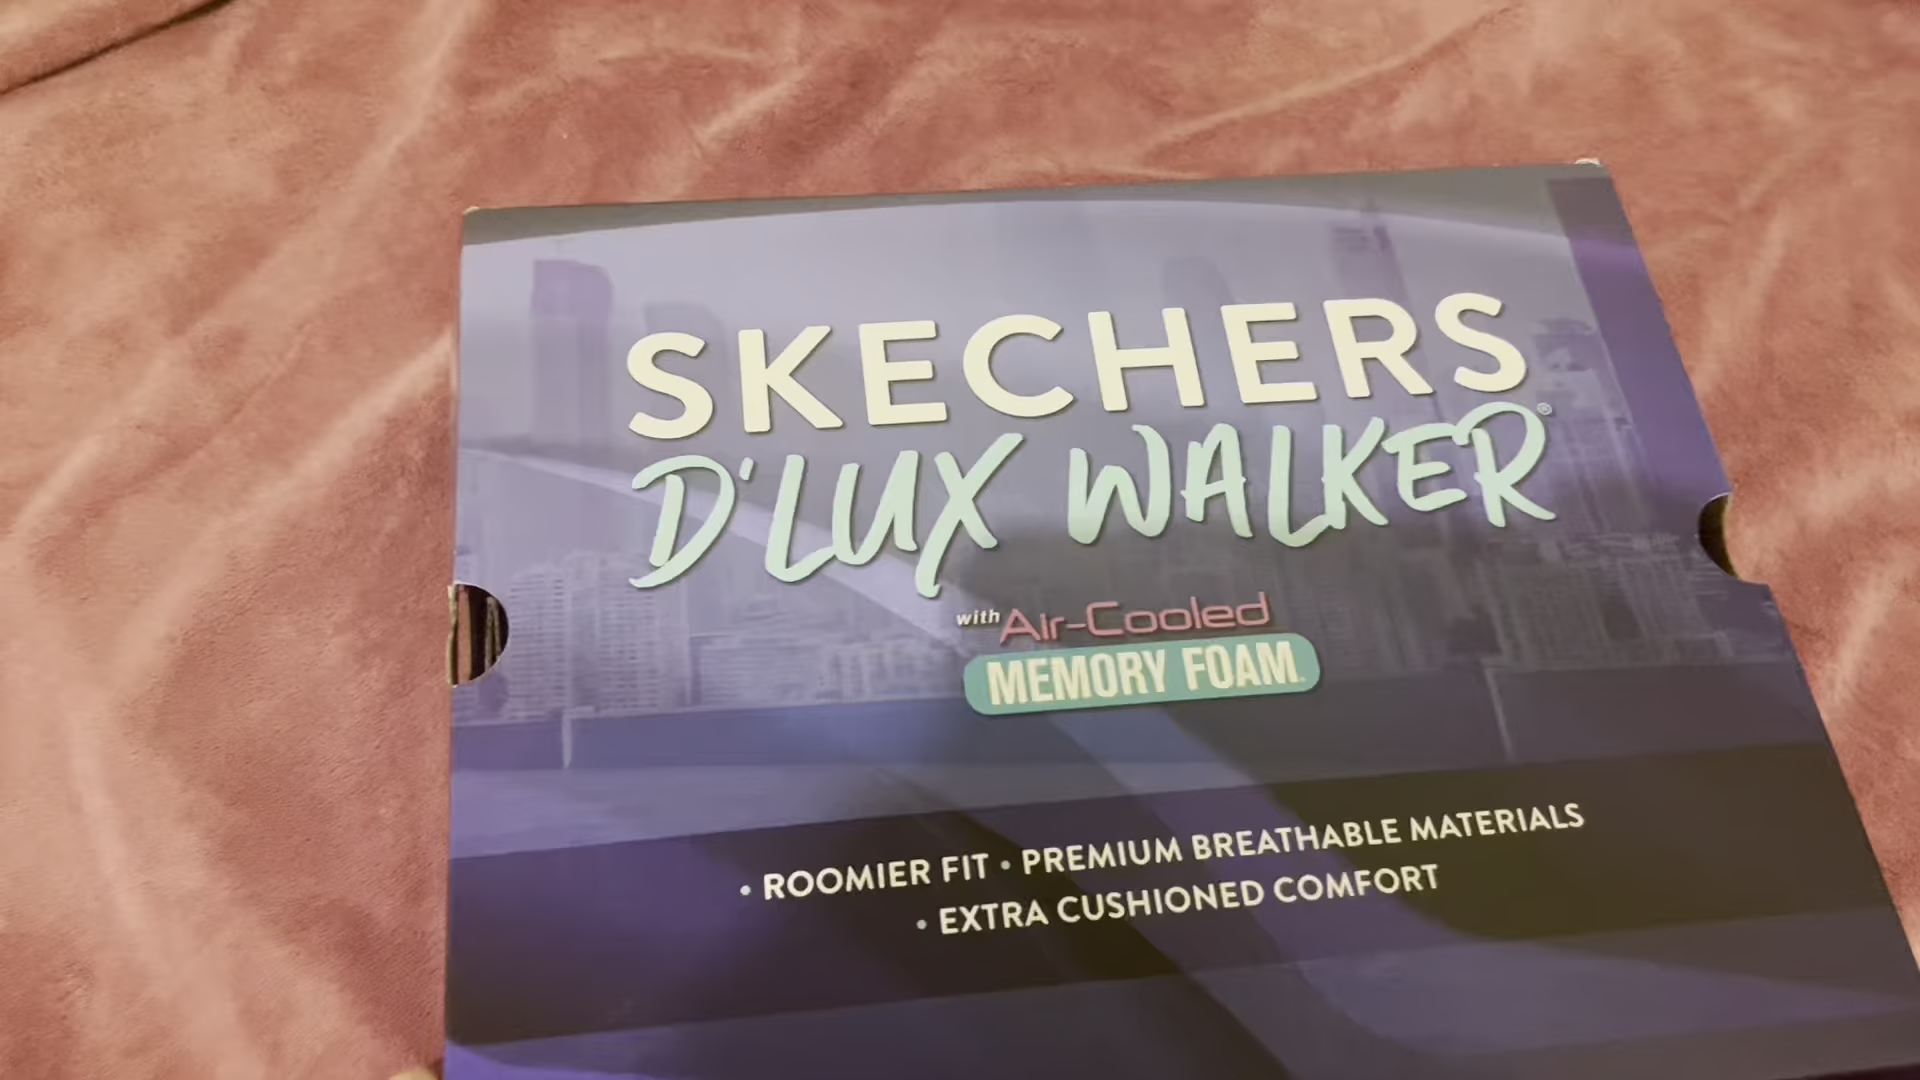 SKECHERS
D'LUX WALKER®
with Air-Cooled
MEMORY FOAM
• ROOMIER FIT • PREMIUM BREATHABLE MATERIALS
• EXTRA CUSHIONED COMFORT